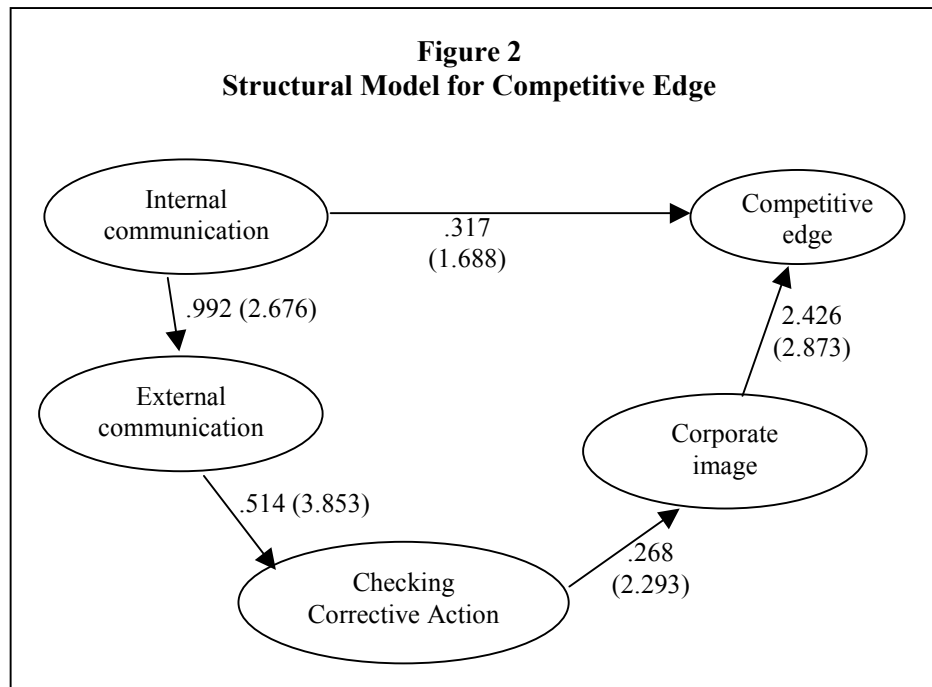 Figure 2
Structural Model for Competitive Edge
Internal
communication
Competitive
edge
.317
(1.688)
.992 (2.676)
2.426
(2.873)
External
communication
Corporate
image
.514 (3.853)
.268
(2.293)
Checking
Corrective Action